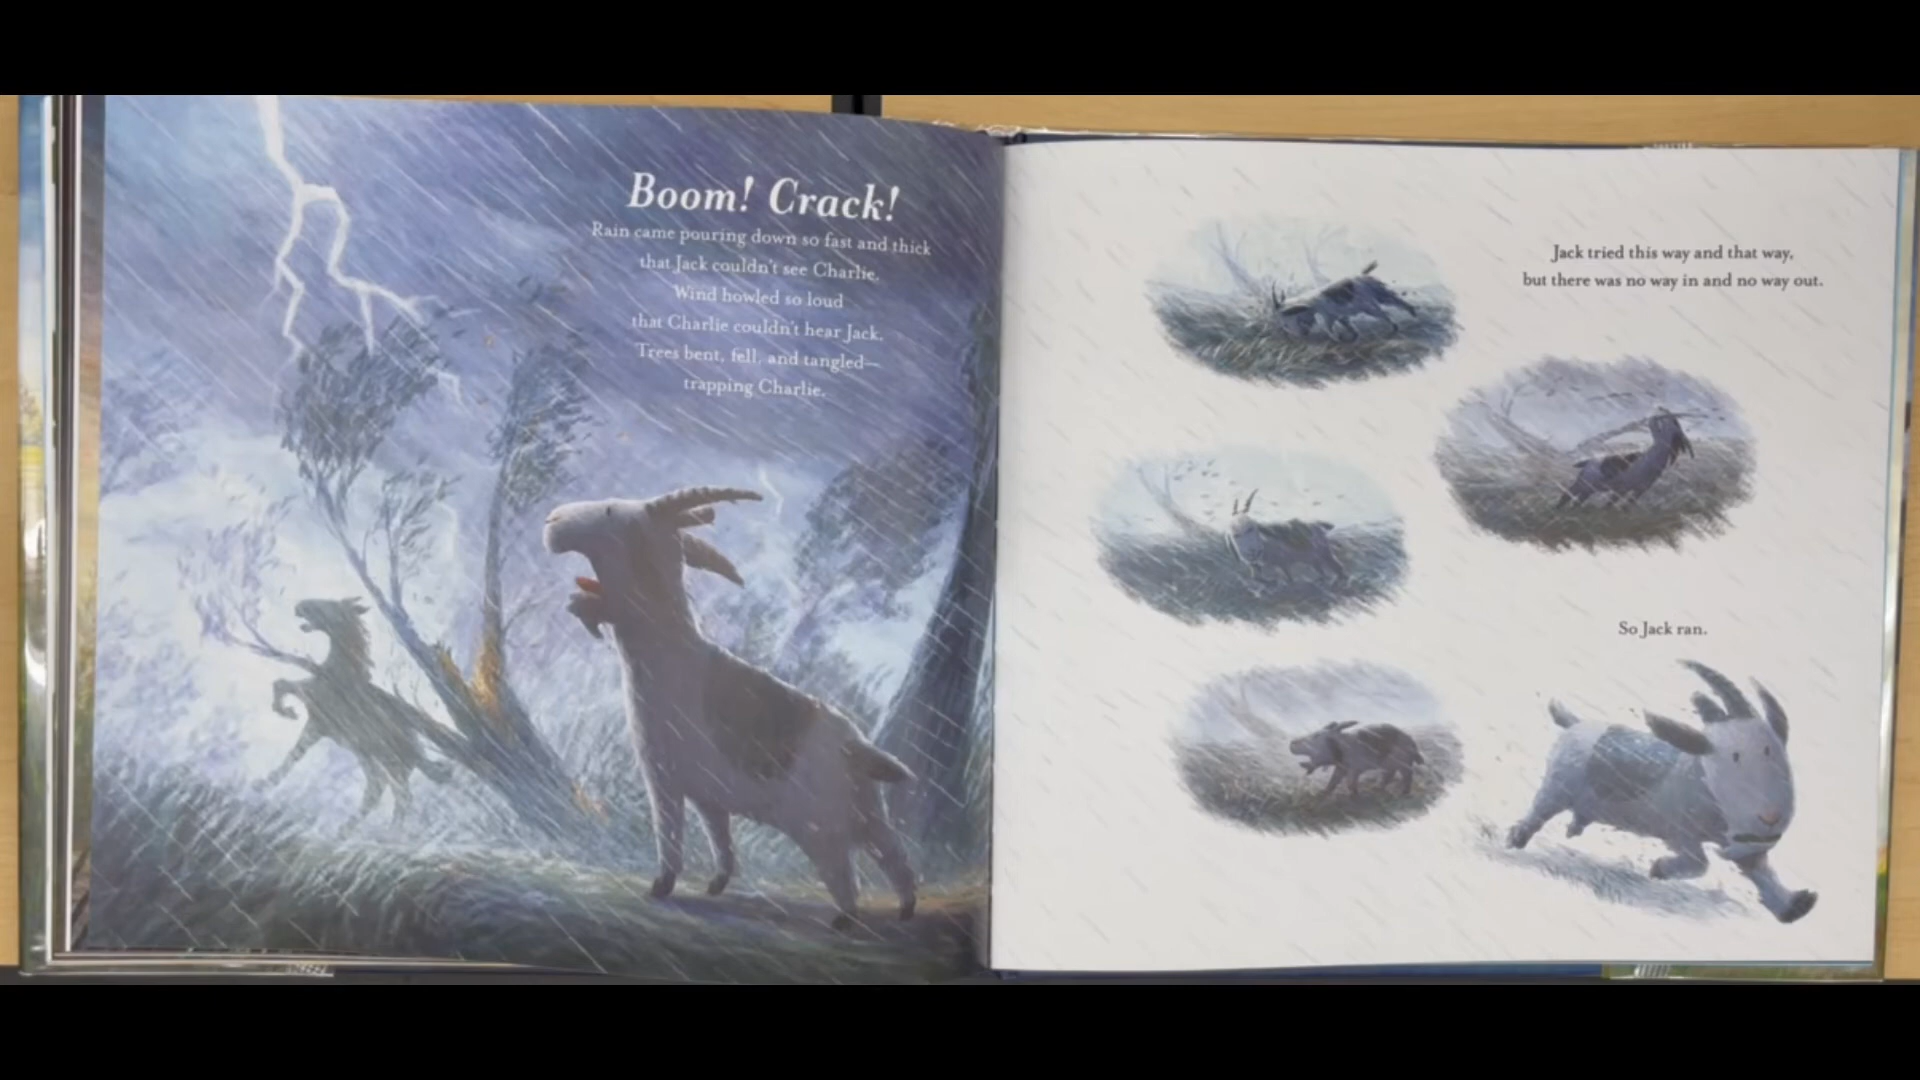 Boom! Crack!
Rain came pouring down so fast and thick
that Jack couldn't see Charlie.
Wind howled so loud
that Charlie couldn't hear Jack.
Trees bent, fell, and tangled—
trapping Charlie.
Jack tried this way and that way,
but there was no way in and no way out.
So Jack ran.